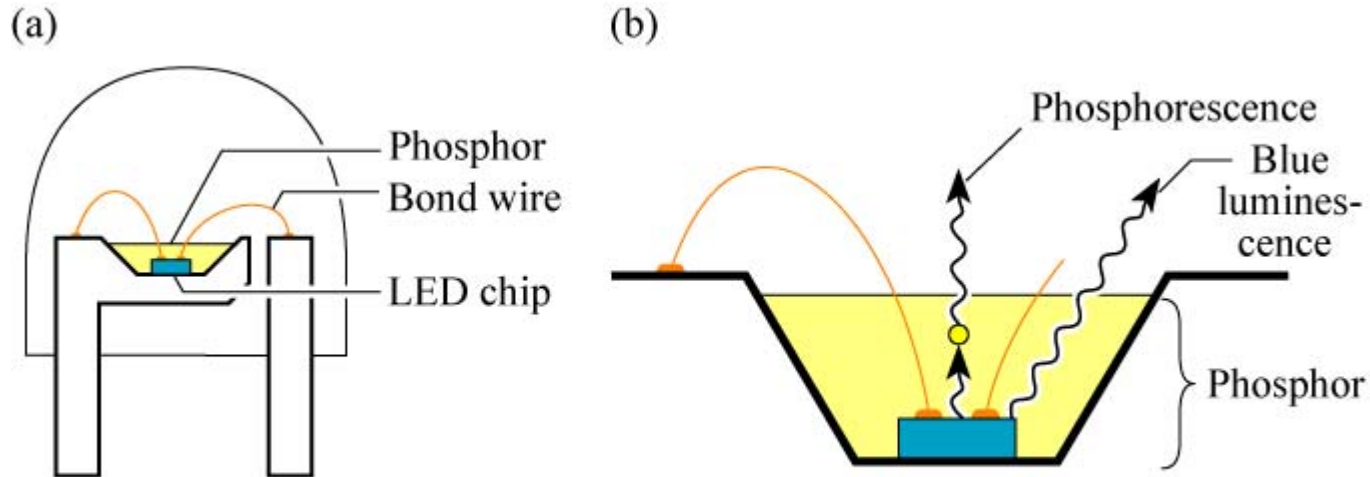 (a)
Phosphor
Bond wire
LED chip
(b)
Phosphorescence
Blue
lumines-
cence
Phosphor